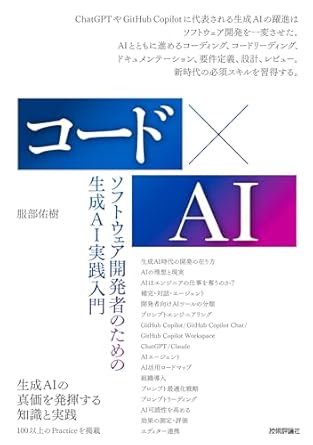 ChatGPTやGitHub Copilotに代表される生成AIの躍進は
ソフトウェア開発を一変させた。
AIとともに進めるコーディング、コードリーディング、
ドキュメンテーション、要件定義、設計、レビュー。
新時代の必須スキルを習得する。
コード×
AI
ソフトウェア開発者のための
生成AI実践入門
服部佑樹
生成AI時代の開発の在り方
AIの理想と現実
AIはエンジニアの仕事を奪うのか?
補完・対話・エージェント
開発者向けAIツールの分類
プロンプトエンジニアリング
GitHub Copilot/GitHub Copilot Chat/
GitHub Copilot Workspace
ChatGPT/Claude
AIエージェント
AI活用ロードマップ
組織導入
プロンプト最適化戦略
プロンプトリーディング
AI可読性を高める
効果の測定・評価
エディター連携
生成AIの
真価を発揮する
知識と実践
100以上のPracticeを掲載
技術評論社